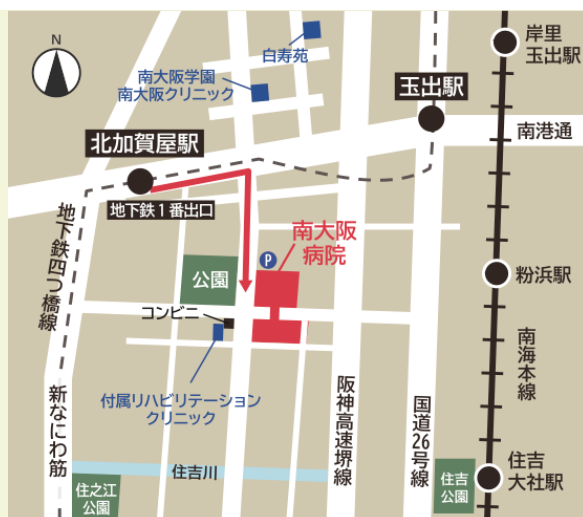 N
白寿苑
岸里
玉出駅
南大阪学園
南大阪クリニック
玉出駅
南港通
北加賀屋駅
地下鉄1番出口
地下鉄四つ橋線
南大阪
病院
P
公園
粉浜駅
コンビニ
南海本線
付属リハビリテーション
クリニック
阪神高速堺線
国道26号線
新なにわ筋
住吉川
住之江
公園
住吉
公園
住吉
大社駅